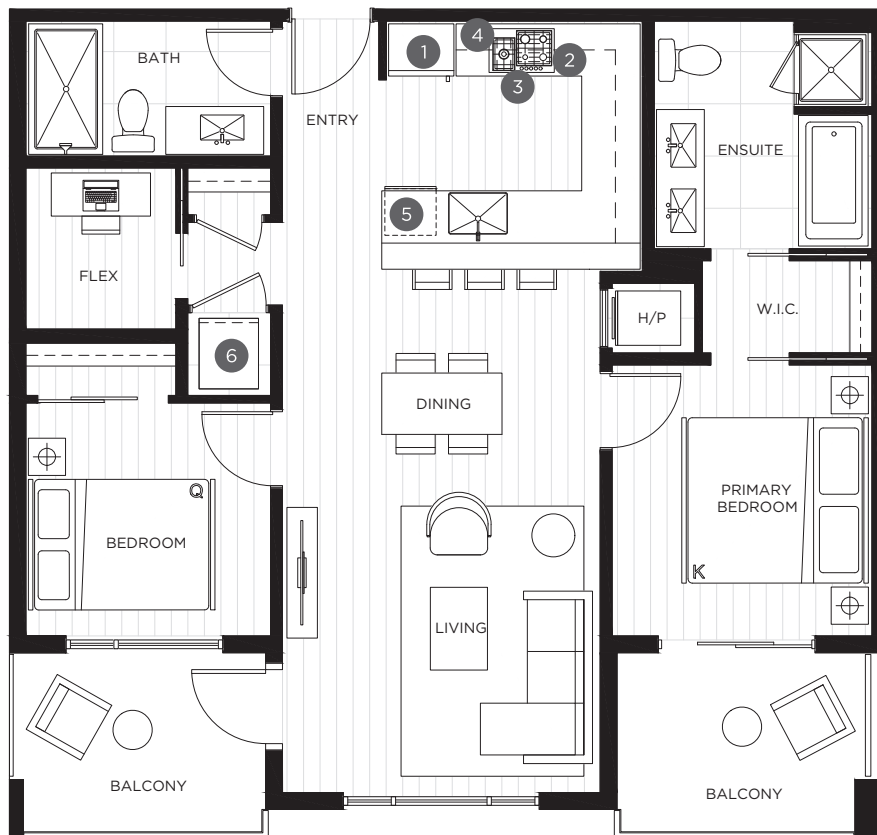 BATH
ENTRY
1
4
2
3
ENSUITE
5
FLEX
H/P
W.I.C.
6
DINING
Q
BEDROOM
PRIMARY
BEDROOM
K
LIVING
BALCONY
BALCONY